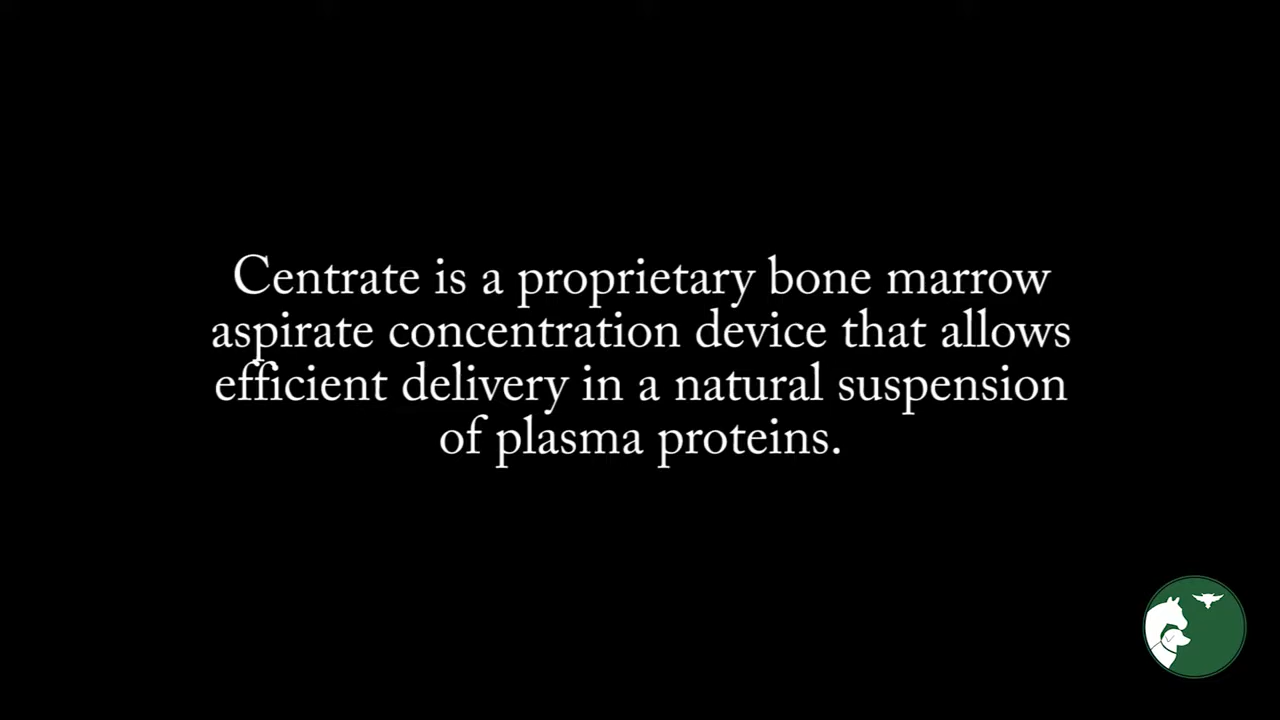 Centrate is a proprietary bone marrow
aspirate concentration device that allows
efficient delivery in a natural suspension
of plasma proteins.